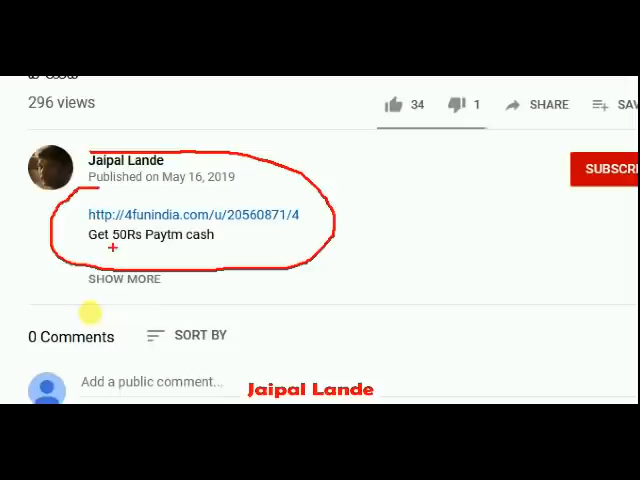 296 views
34
1
SHARE
Jaipal Lande
Published on May 16, 2019
SUBSCRI
http://4funindia.com/u/20560871/4
Get 50Rs Paytm cash
SHOW MORE
0 Comments
SORT BY
Add a public comment...
Jaipal Lande